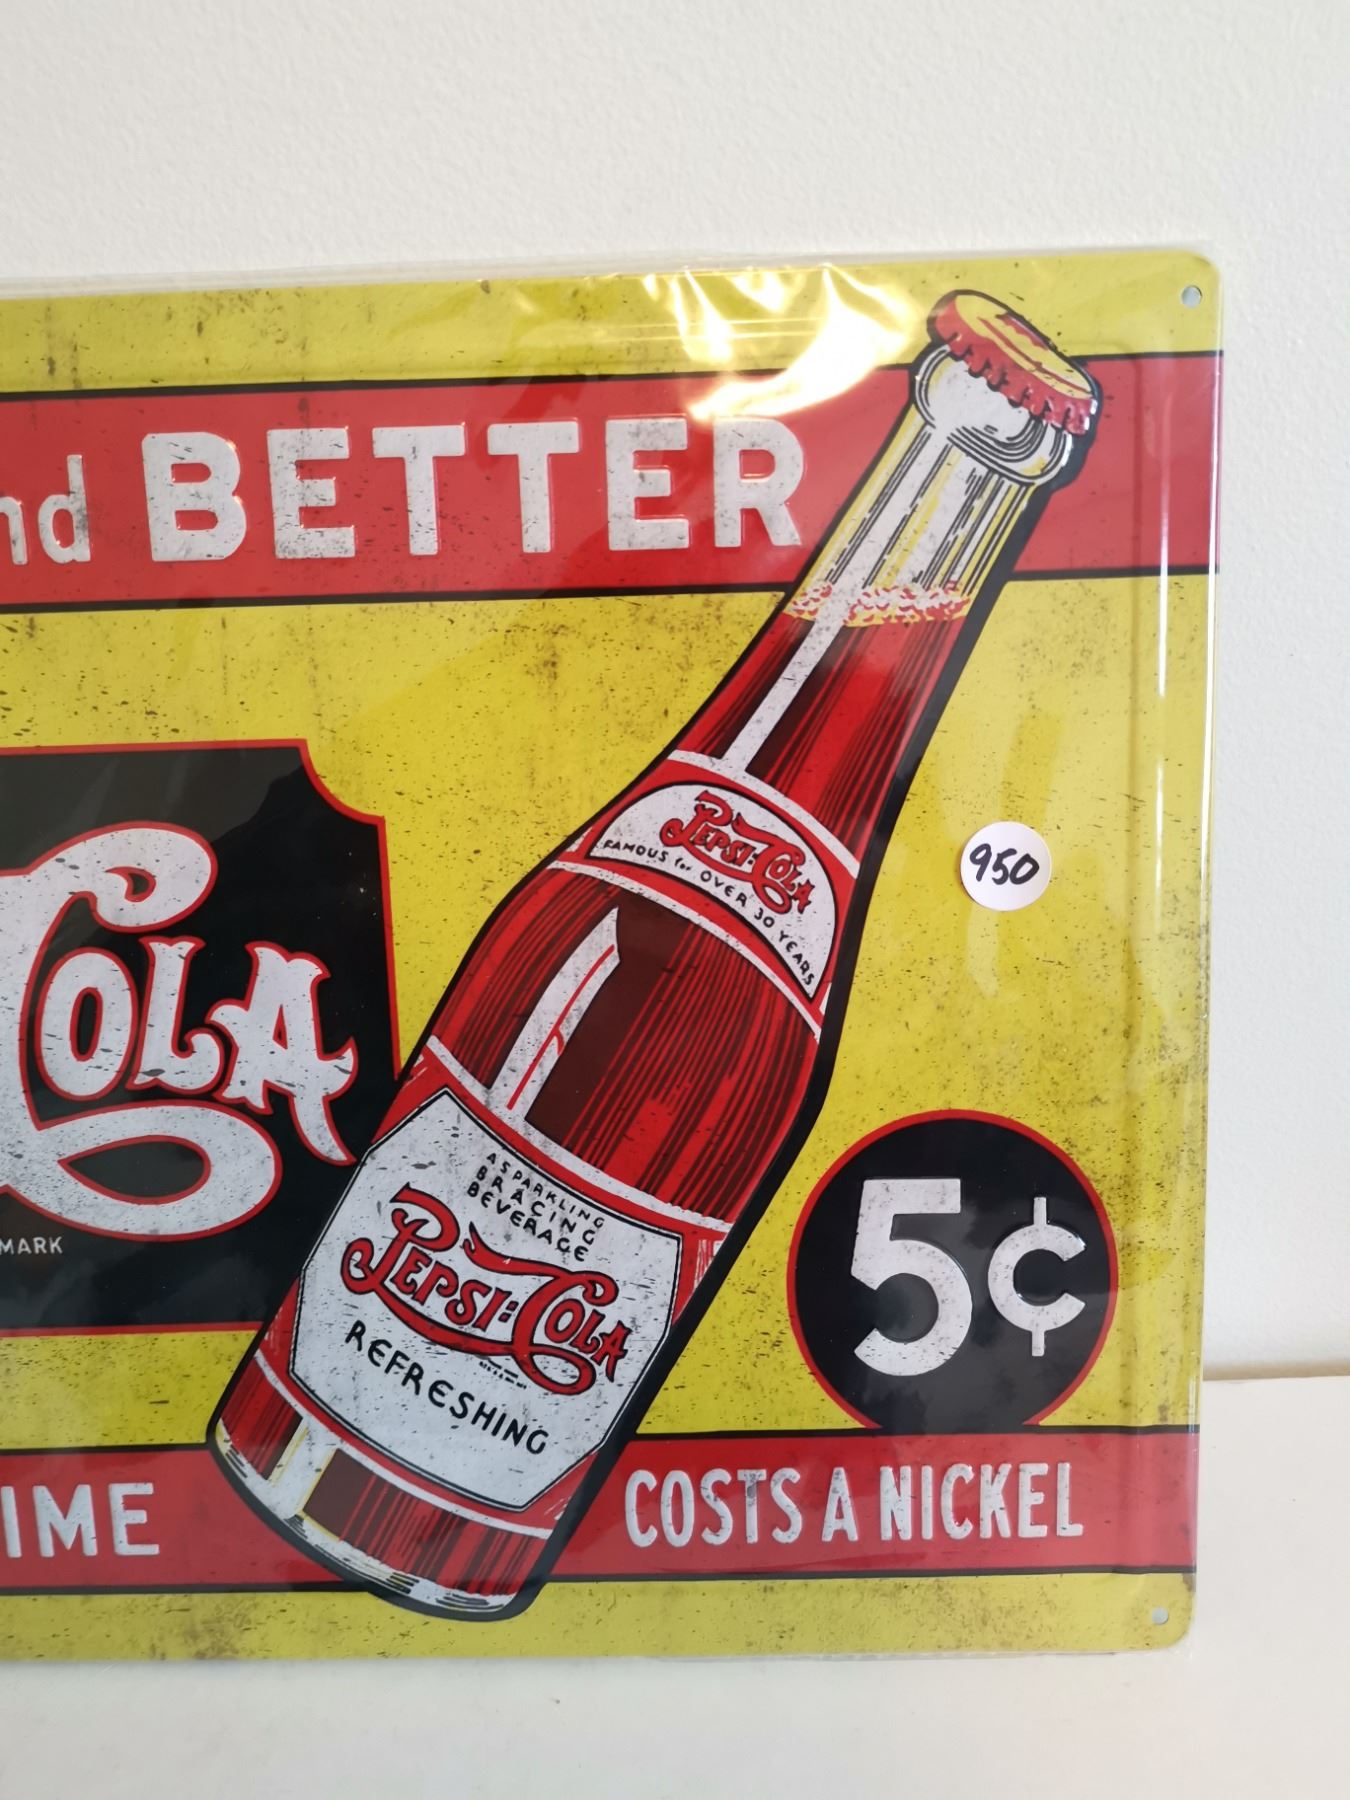 nd BETTER
PEPSI:COLA
FAMOUS for OVER 30 YEARS
950
COLA
MARK
A SPARKLING
BRACING
BEVERAGE
PEPSI:COLA
REFRESHING
5¢
IME
COSTS A NICKEL